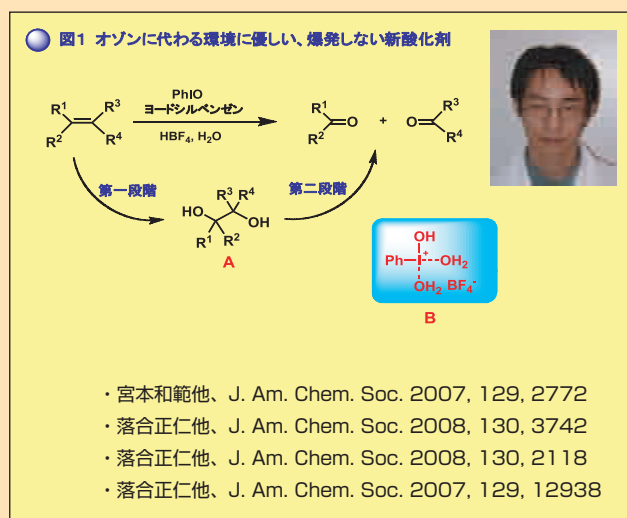 図1 オゾンに代わる環境に優しい、爆発しない新酸化剤
PhIO
ヨードシルベンゼン
HBF4, H2O
R1
R2
R3
R4
R1
R2
O
+
O
R3
R4
第一段階
第二段階
R3 R4
HO
OH
R1 R2
A
OH
Ph-I+---OH2
OH2 BF4-
B
・宮本和範他、J. Am. Chem. Soc. 2007, 129, 2772
・落合正仁他、J. Am. Chem. Soc. 2008, 130, 3742
・落合正仁他、J. Am. Chem. Soc. 2008, 130, 2118
・落合正仁他、J. Am. Chem. Soc. 2007, 129, 12938